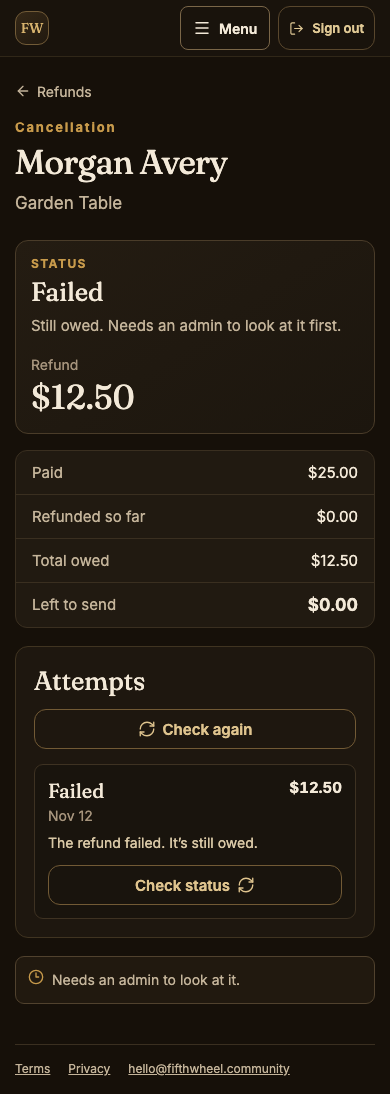 FW
Menu
Sign out
Refunds
Cancellation
Morgan Avery
Garden Table
STATUS
Failed
Still owed. Needs an admin to look at it first.
Refund
$12.50
Paid $25.00
Refunded so far $0.00
Total owed $12.50
Left to send $0.00
Attempts
Check again
Failed $12.50
Nov 12
The refund failed. It’s still owed.
Check status
Needs an admin to look at it.
Terms Privacy hello@fifthwheel.community